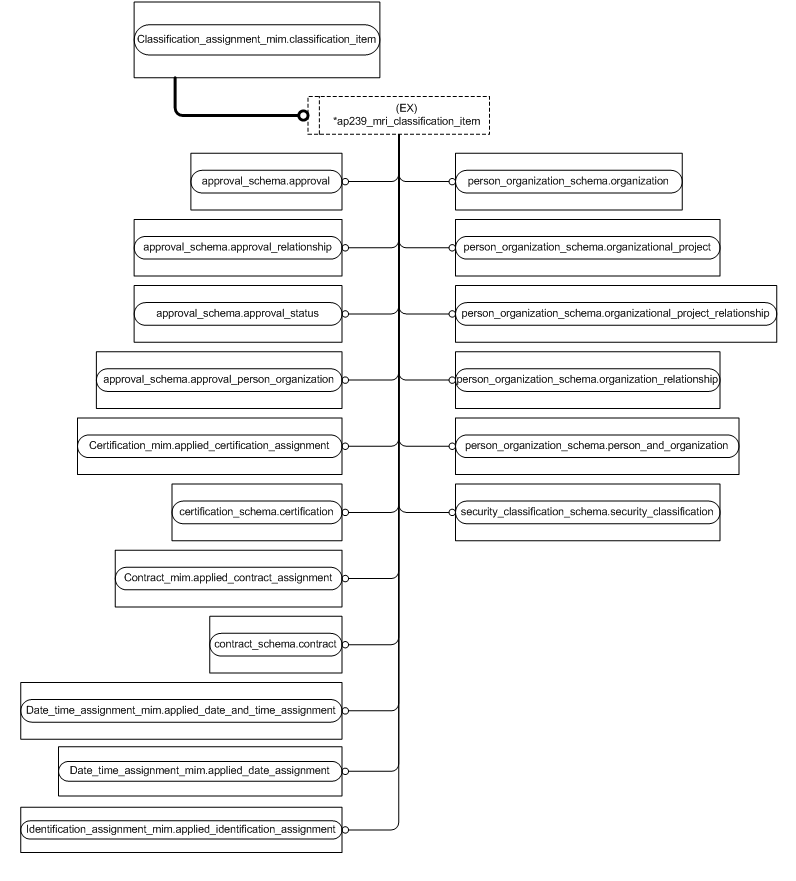 Classification_assignment_mim.classification_item
(EX)
*ap239_mri_classification_item
approval_schema.approval
person_organization_schema.organization
approval_schema.approval_relationship
person_organization_schema.organizational_project
approval_schema.approval_status
person_organization_schema.organizational_project_relationship
approval_schema.approval_person_organization
person_organization_schema.organization_relationship
Certification_mim.applied_certification_assignment
person_organization_schema.person_and_organization
certification_schema.certification
security_classification_schema.security_classification
Contract_mim.applied_contract_assignment
contract_schema.contract
Date_time_assignment_mim.applied_date_and_time_assignment
Date_time_assignment_mim.applied_date_assignment
Identification_assignment_mim.applied_identification_assignment